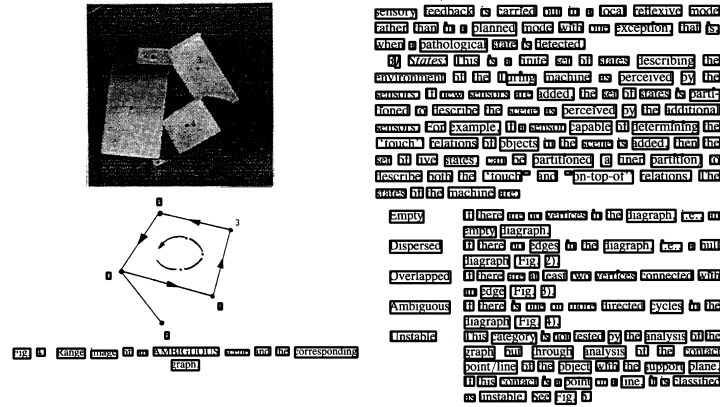 3
Fig. 4. Range image of an AMBIGUOUS scene and the corresponding
graph.
sensory feedback is carried out in a local reflexive mode
rather than in a planned mode with one exception, that is,
when a pathological state is detected.
States: This is a finite set of states describing the
environment of the Turing machine as perceived by the
sensors. If new sensors are added, the set of states is parti-
tioned to describe the scene as perceived by the additional
sensors. For example, if a sensor capable of determining the
"touch" relations of objects in the scene is added, then the
set of five states, can be partitioned (a finer partition) to
describe both the "touch" and "on-top-of" relations. The
states of the machine are:
Empty If there are no vertices in the diagraph, i.e., an
empty diagraph.
Dispersed If there no edges in the diagraph, i.e., a null
diagraph (Fig. 2).
Overlapped If there are at least two vertices connected with
an edge (Fig. 3).
Ambiguous If there is one or more directed cycles in the
diagraph (Fig. 4).
Unstable This category is not tested by the analysis of the
graph but through analysis of the contact
point/line of the object with the support plane.
If this contact is a point or a line, it is classified
as unstable. See Fig. 5.